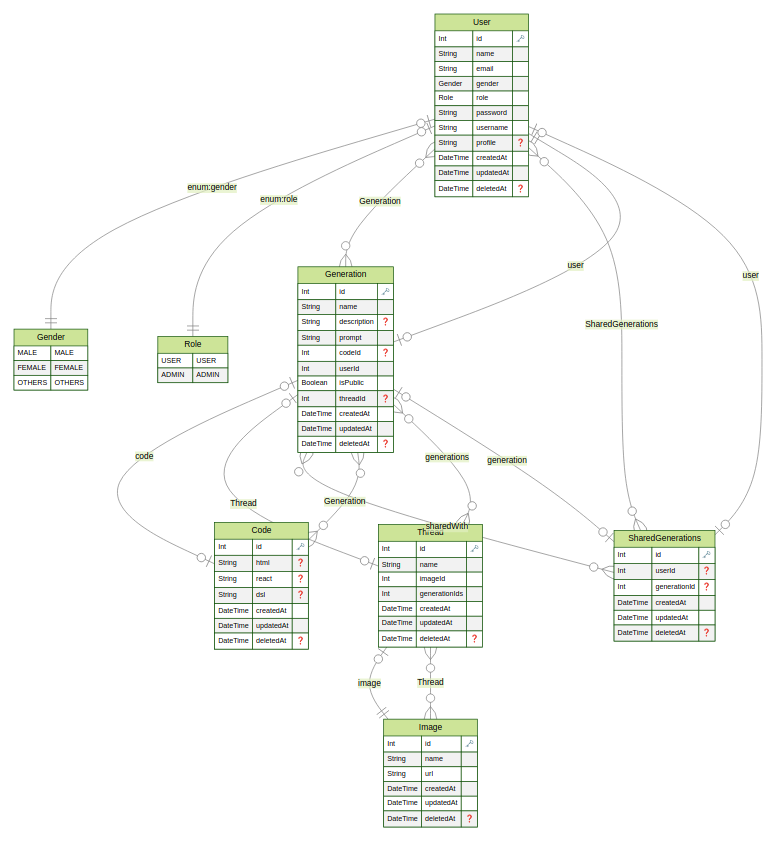 User
Int id
String name
String email
Gender gender
Role role
String password
String username
String profile ?
DateTime createdAt
DateTime updatedAt
DateTime deletedAt ?
enum:gender
enum:role
Generation
user
user
SharedGenerations
Generation
Int id
String name
String description ?
String prompt
Int codeId ?
Int userId
Boolean isPublic
Int threadId ?
DateTime createdAt
DateTime updatedAt
DateTime deletedAt ?
Gender
MALE MALE
FEMALE FEMALE
OTHERS OTHERS
Role
USER USER
ADMIN ADMIN
code
Thread
Generation
generations
generation
sharedWith
Code
Int id
String html ?
String react ?
String dsl ?
DateTime createdAt
DateTime updatedAt
DateTime deletedAt ?
Thread
Int id
String name
Int imageId
Int generationIds
DateTime createdAt
DateTime updatedAt
DateTime deletedAt ?
SharedGenerations
Int id
Int userId ?
Int generationId ?
DateTime createdAt
DateTime updatedAt
DateTime deletedAt ?
image
Thread
Image
Int id
String name
String url
DateTime createdAt
DateTime updatedAt
DateTime deletedAt ?